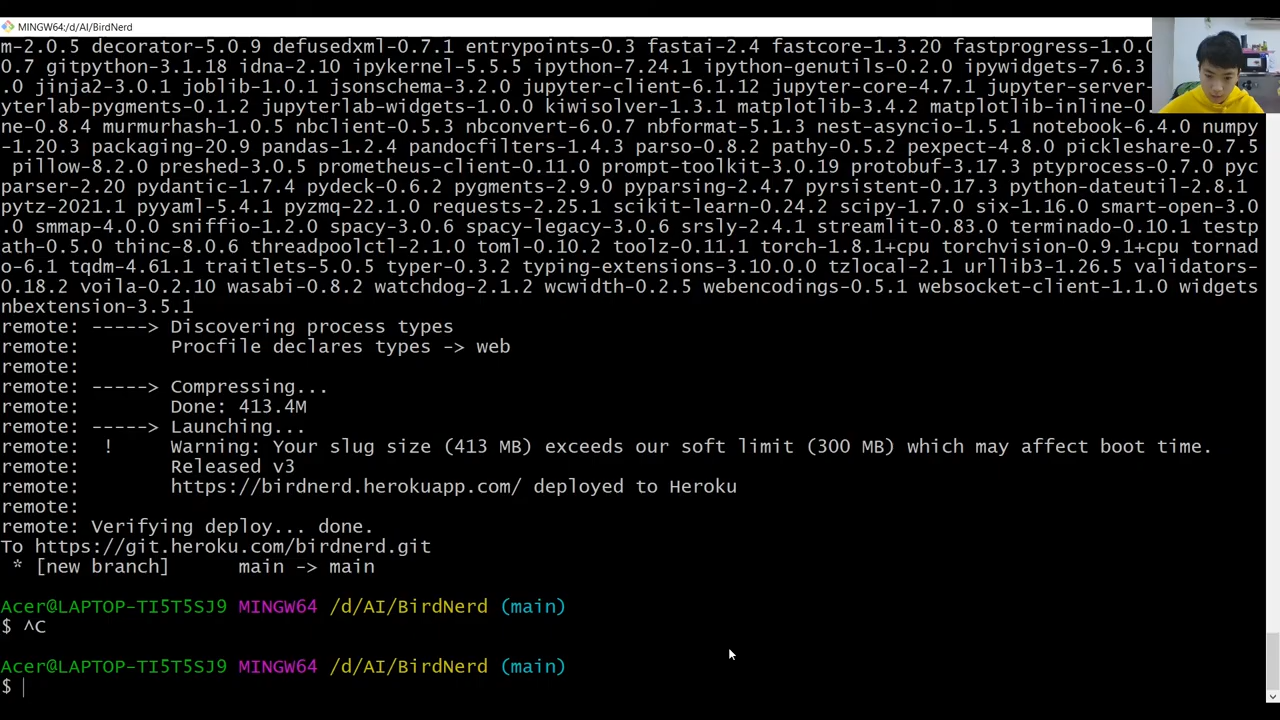 MINGW64:/d/AI/BirdNerd
m-2.0.5 decorator-5.0.9 defusedxml-0.7.1 entrypoints-0.3 fastai-2.4 fastcore-1.3.20 fastprogress-1.0.0
0.7 gitpython-3.1.18 idna-2.10 ipykernel-5.5.5 ipython-7.24.1 ipython-genutils-0.2.0 ipywidgets-7.6.3
.0 jinja2-3.0.1 joblib-1.0.1 jsonschema-3.2.0 jupyter-client-6.1.12 jupyter-core-4.7.1 jupyter-server-
yterlab-pygments-0.1.2 jupyterlab-widgets-1.0.0 kiwisolver-1.3.1 matplotlib-3.4.2 matplotlib-inline-0
ne-0.8.4 murmurhash-1.0.5 nbclient-0.5.3 nbconvert-6.0.7 nbformat-5.1.3 nest-asyncio-1.5.1 notebook-6.4.0 numpy
-1.20.3 packaging-20.9 pandas-1.2.4 pandocfilters-1.4.3 parso-0.8.2 pathy-0.5.2 pexpect-4.8.0 pickleshare-0.7.5
pillow-8.2.0 preshed-3.0.5 prometheus-client-0.11.0 prompt-toolkit-3.0.19 protobuf-3.17.3 ptyprocess-0.7.0 pyc
parser-2.20 pydantic-1.7.4 pydeck-0.6.2 pygments-2.9.0 pyparsing-2.4.7 pyrsistent-0.17.3 python-dateutil-2.8.1
pytz-2021.1 pyyaml-5.4.1 pyzmq-22.1.0 requests-2.25.1 scikit-learn-0.24.2 scipy-1.7.0 six-1.16.0 smart-open-3.0
.0 smmap-4.0.0 sniffio-1.2.0 spacy-3.0.6 spacy-legacy-3.0.6 srsly-2.4.1 streamlit-0.83.0 terminado-0.10.1 testp
ath-0.5.0 thinc-8.0.6 threadpoolctl-2.1.0 toml-0.10.2 toolz-0.11.1 torch-1.8.1+cpu torchvision-0.9.1+cpu tornad
o-6.1 tqdm-4.61.1 traitlets-5.0.5 typer-0.3.2 typing-extensions-3.10.0.0 tzlocal-2.1 urllib3-1.26.5 validators-
0.18.2 voila-0.2.10 wasabi-0.8.2 watchdog-2.1.2 wcwidth-0.2.5 webencodings-0.5.1 websocket-client-1.1.0 widgets
nbextension-3.5.1
remote: -----> Discovering process types
remote:        Procfile declares types -> web
remote:
remote: -----> Compressing...
remote:        Done: 413.4M
remote: -----> Launching...
remote:  !     Warning: Your slug size (413 MB) exceeds our soft limit (300 MB) which may affect boot time.
remote:        Released v3
remote:        https://birdnerd.herokuapp.com/ deployed to Heroku
remote:
remote: Verifying deploy... done.
To https://git.heroku.com/birdnerd.git
 * [new branch]      main -> main
Acer@LAPTOP-TI5T5SJ9 MINGW64 /d/AI/BirdNerd (main)
$ ^C
Acer@LAPTOP-TI5T5SJ9 MINGW64 /d/AI/BirdNerd (main)
$